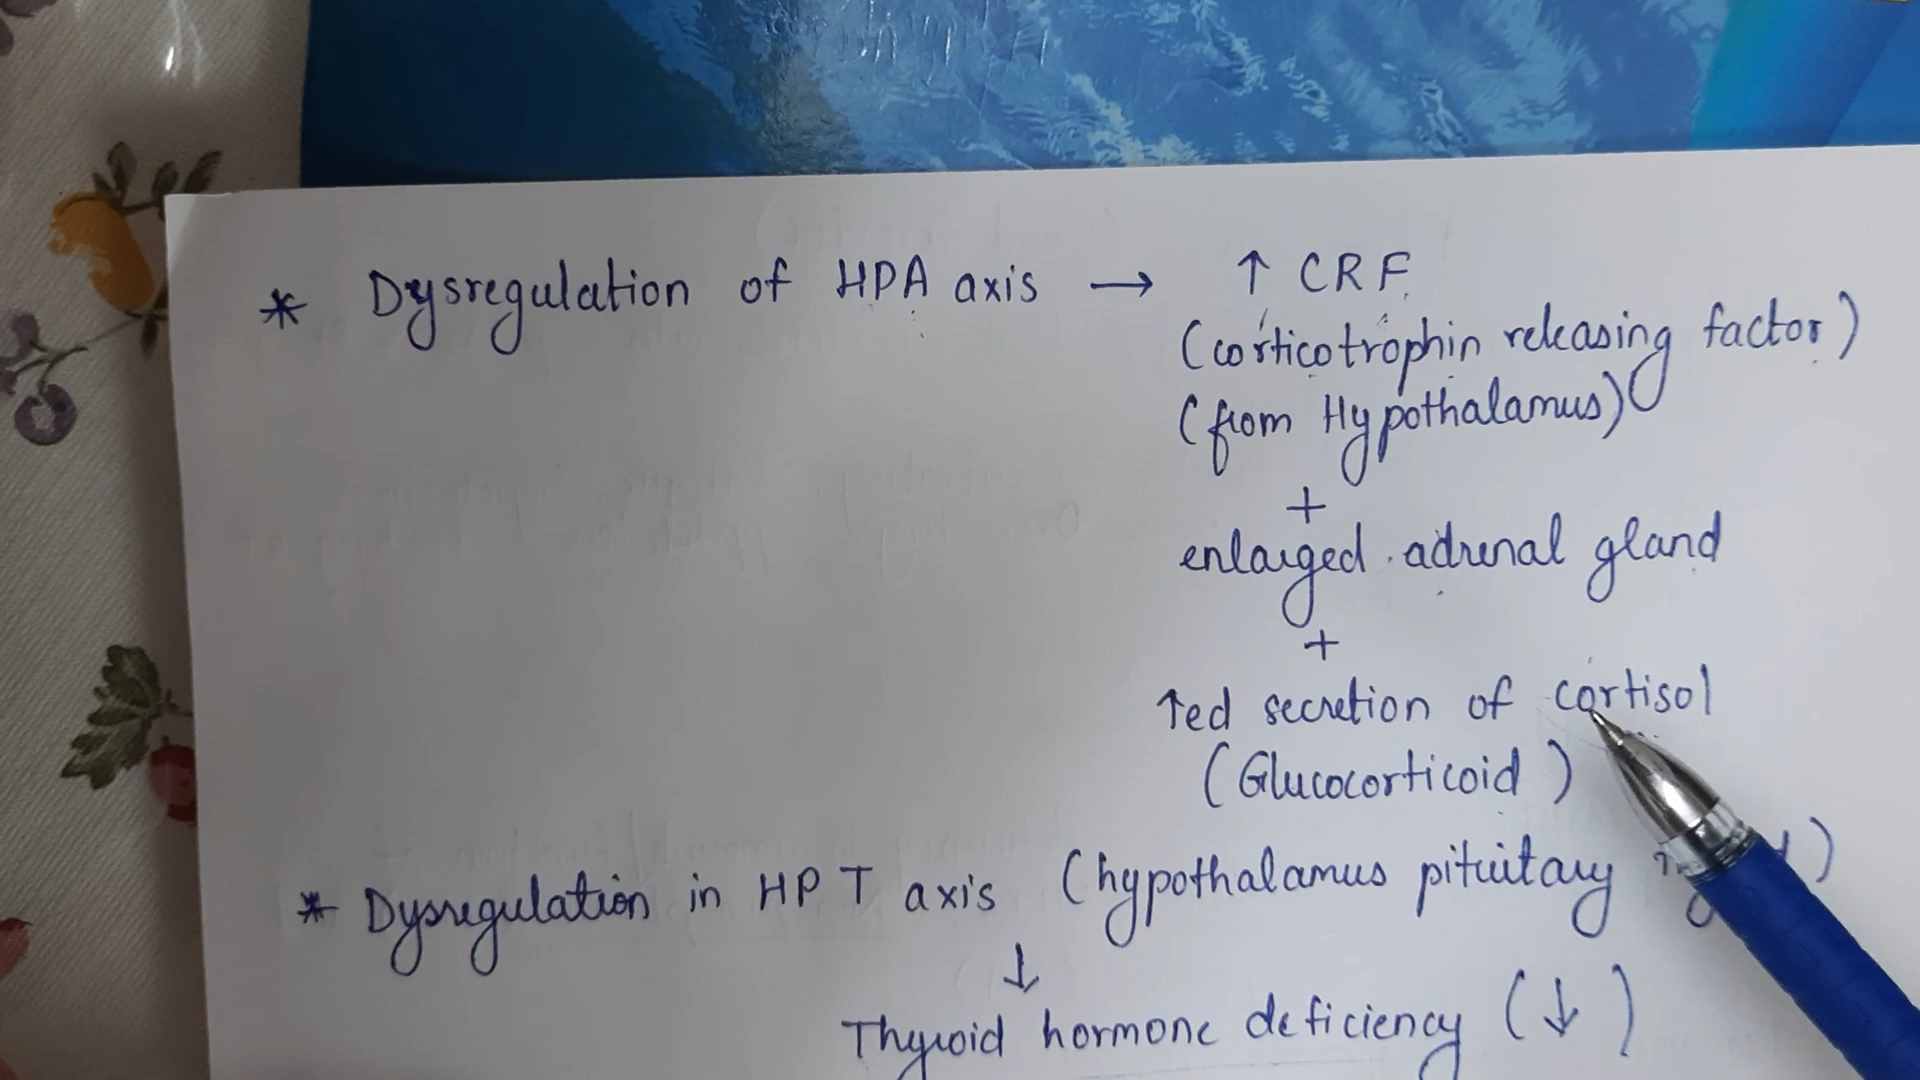 * Dysregulation of HPA axis → ↑ CRF
(corticotrophin releasing factor)
(from Hypothalamus)
+
enlarged adrenal gland
+
↑ed secretion of cortisol
(Glucocorticoid)
* Dysregulation in HPT axis (hypothalamus pituitary )
↓
Thyroid hormone deficiency (↓)